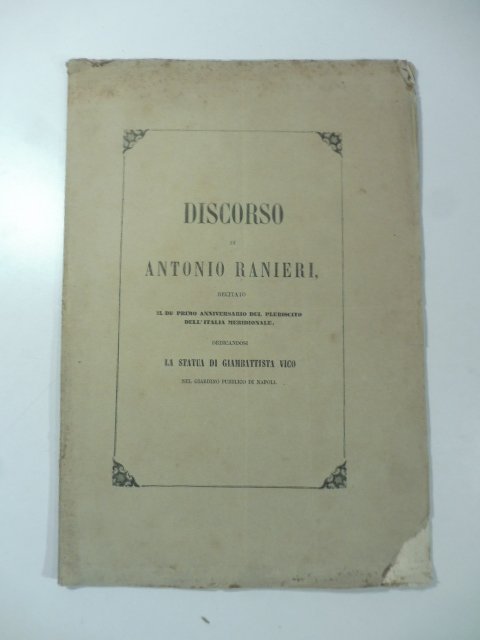 DISCORSO
DI
ANTONIO RANIERI,
RECITATO
IL DÌ PRIMO ANNIVERSARIO DEL PLEBISCITO
DELL'ITALIA MERIDIONALE,
DEDICANDOSI
LA STATUA DI GIAMBATTISTA VICO
NEL GIARDINO PUBBLICO DI NAPOLI.